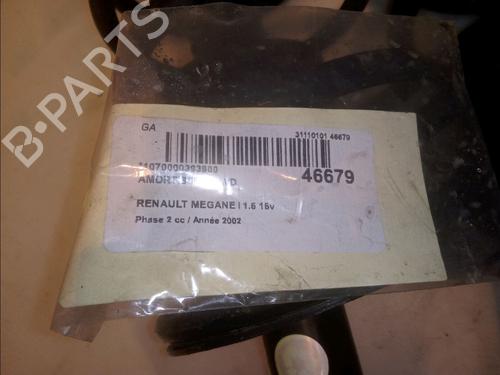 B-PARTS
GA
31110101 46679
46679
RENAULT MEGANE I 1.6 16v
Phase 2 cc / Année 2002